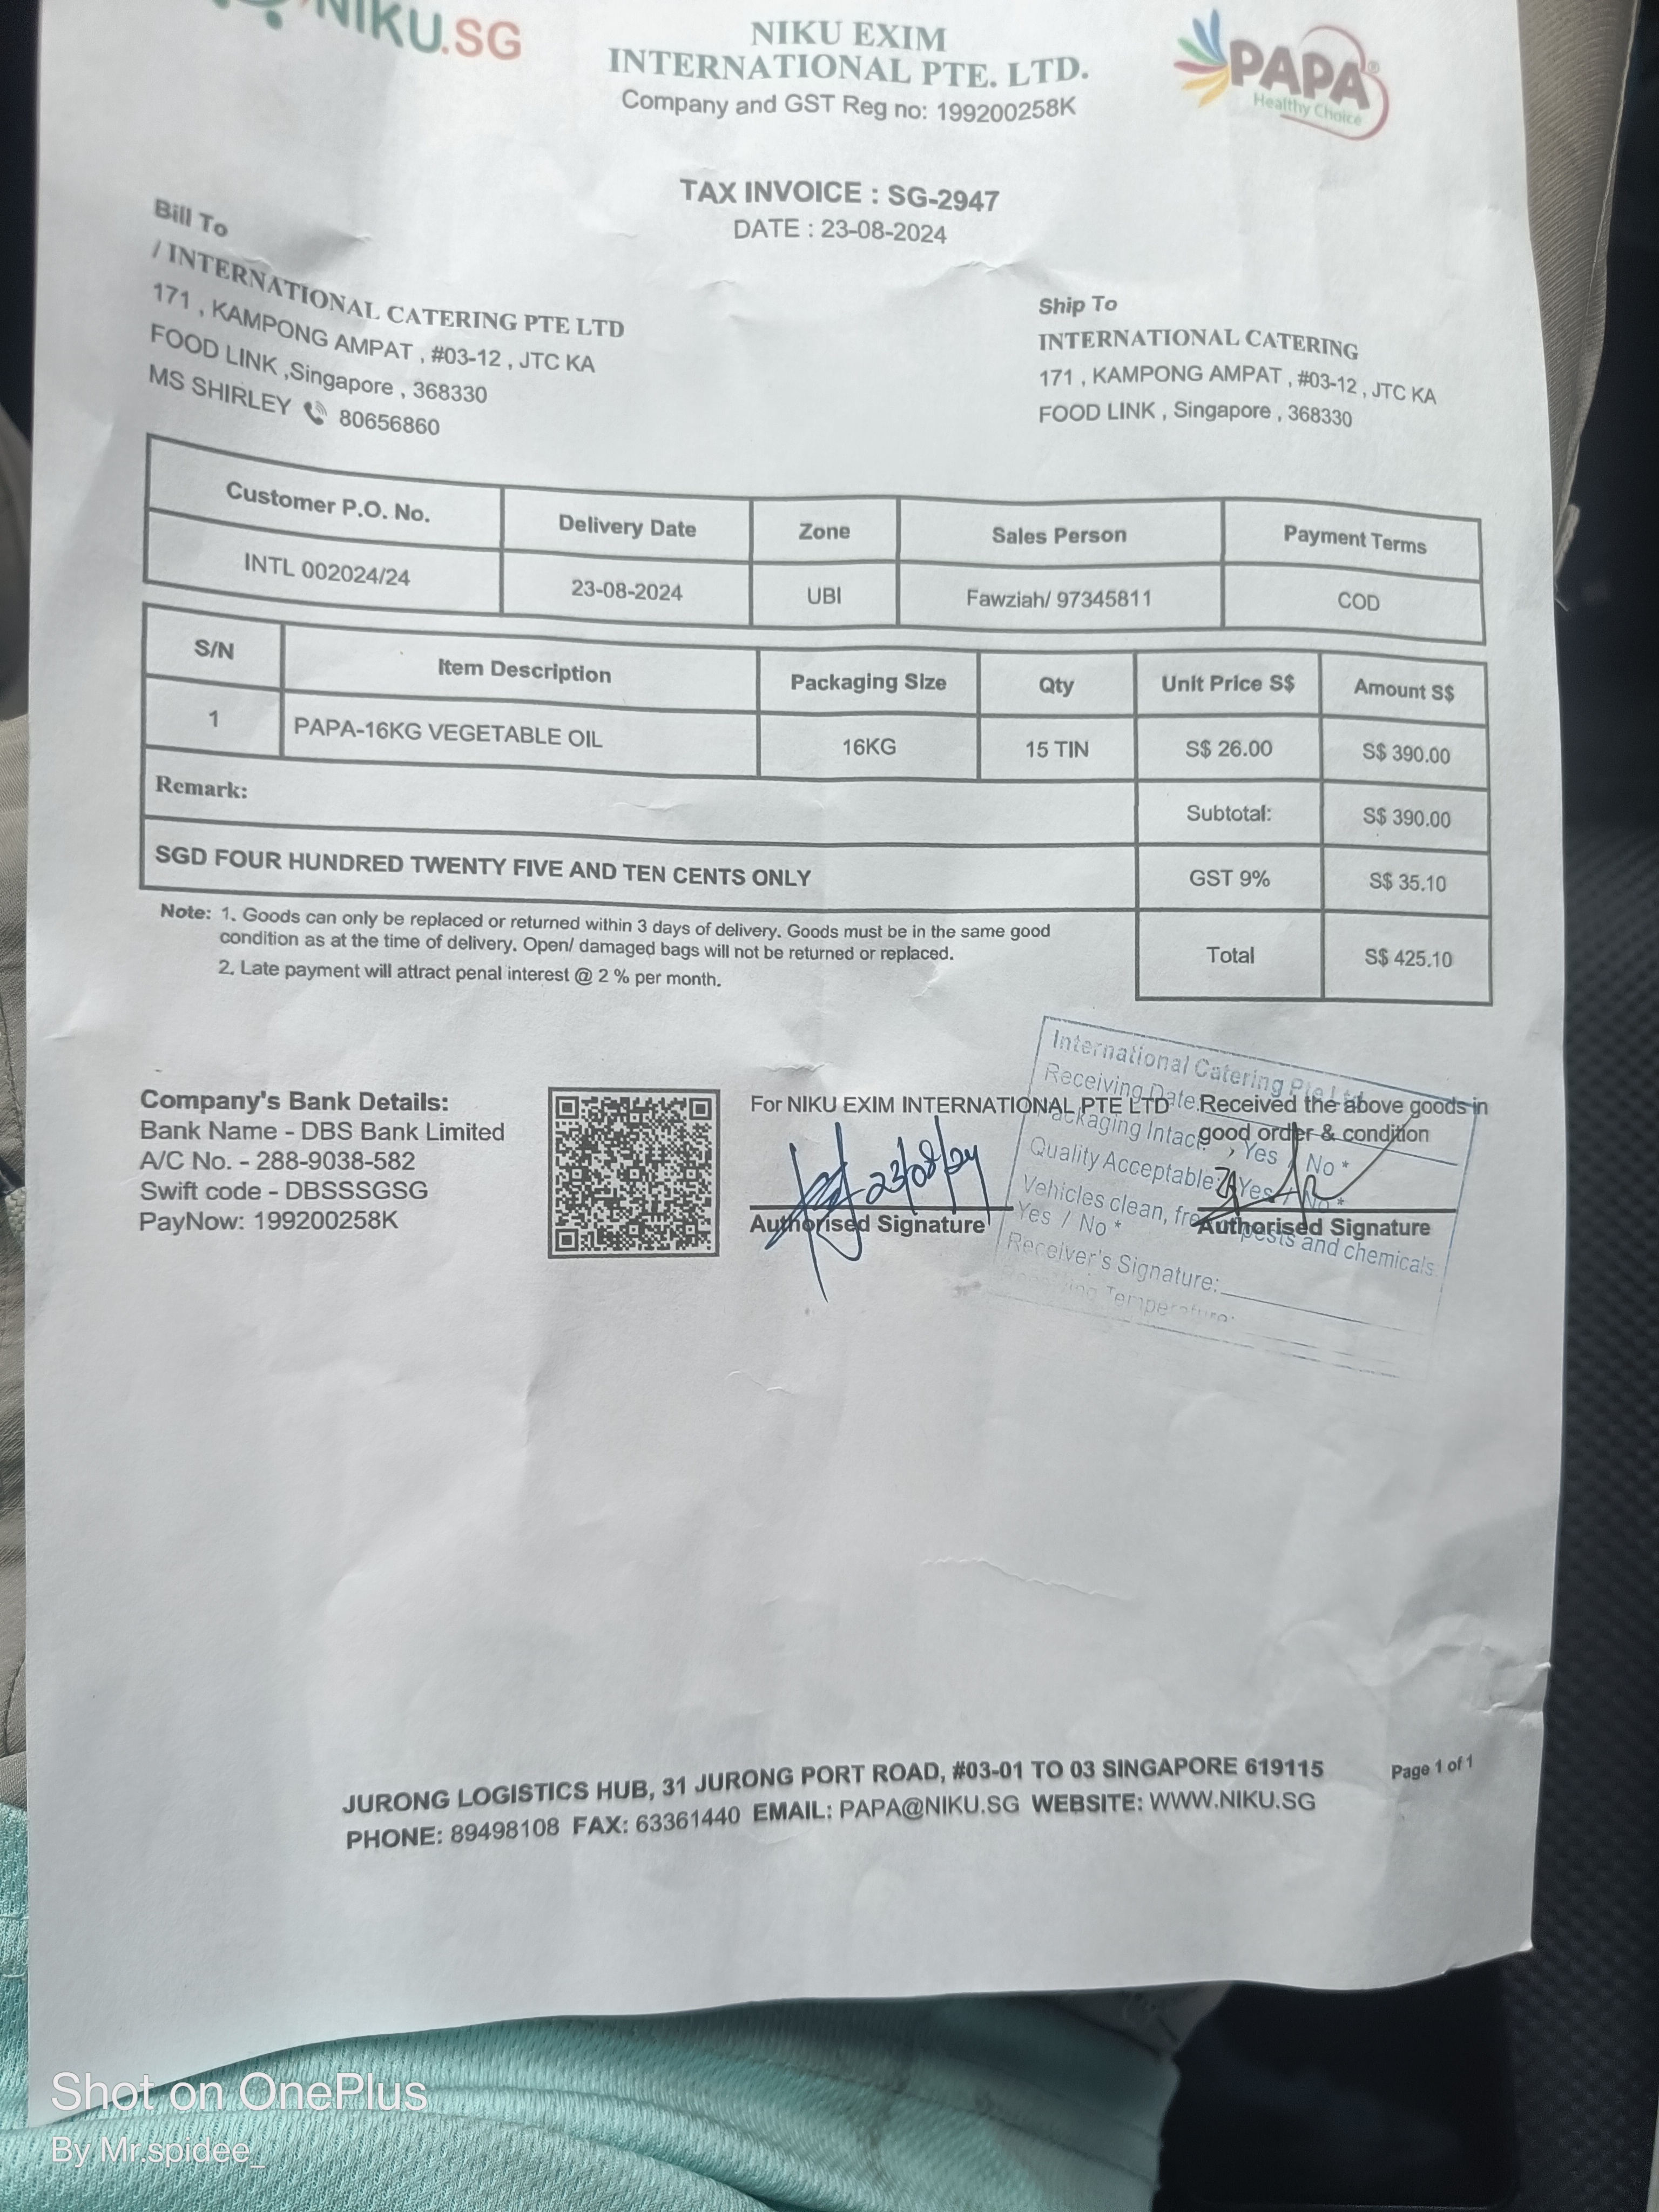 NIKU.SG
NIKU EXIM
INTERNATIONAL PTE. LTD.
Company and GST Reg no: 199200258K
PAPA®
Healthy Choice
TAX INVOICE : SG-2947
DATE : 23-08-2024
Bill To
/ INTERNATIONAL CATERING PTE LTD
171 , KAMPONG AMPAT , #03-12 , JTC KA
FOOD LINK ,Singapore , 368330
MS SHIRLEY 80656860
Ship To
INTERNATIONAL CATERING
171 , KAMPONG AMPAT , #03-12 , JTC KA
FOOD LINK , Singapore , 368330
Customer P.O. No. Delivery Date Zone Sales Person Payment Terms
INTL 002024/24 23-08-2024 UBI Fawziah/ 97345811 COD
S/N Item Description Packaging Size Qty Unit Price S$ Amount S$
1 PAPA-16KG VEGETABLE OIL 16KG 15 TIN S$ 26.00 S$ 390.00
Remark: Subtotal: S$ 390.00
SGD FOUR HUNDRED TWENTY FIVE AND TEN CENTS ONLY GST 9% S$ 35.10
Total S$ 425.10
Note: 1. Goods can only be replaced or returned within 3 days of delivery. Goods must be in the same good
condition as at the time of delivery. Open/ damaged bags will not be returned or replaced.
2. Late payment will attract penal interest @ 2 % per month.
Company's Bank Details:
Bank Name - DBS Bank Limited
A/C No. - 288-9038-582
Swift code - DBSSSGSG
PayNow: 199200258K
For NIKU EXIM INTERNATIONAL PTE LTD
23/08/24
Authorised Signature
Received the above goods in
good order & condition
Authorised Signature
International Catering Pte Ltd
Receiving Date:
Packaging Intact: Yes / No *
Quality Acceptable: Yes / No *
Vehicles clean, pests and chemicals
Yes / No *
Receiver's Signature:
Temperature:
JURONG LOGISTICS HUB, 31 JURONG PORT ROAD, #03-01 TO 03 SINGAPORE 619115
PHONE: 89498108 FAX: 63361440 EMAIL: PAPA@NIKU.SG WEBSITE: WWW.NIKU.SG
Page 1 of 1
Shot on OnePlus
By Mr.spidee_